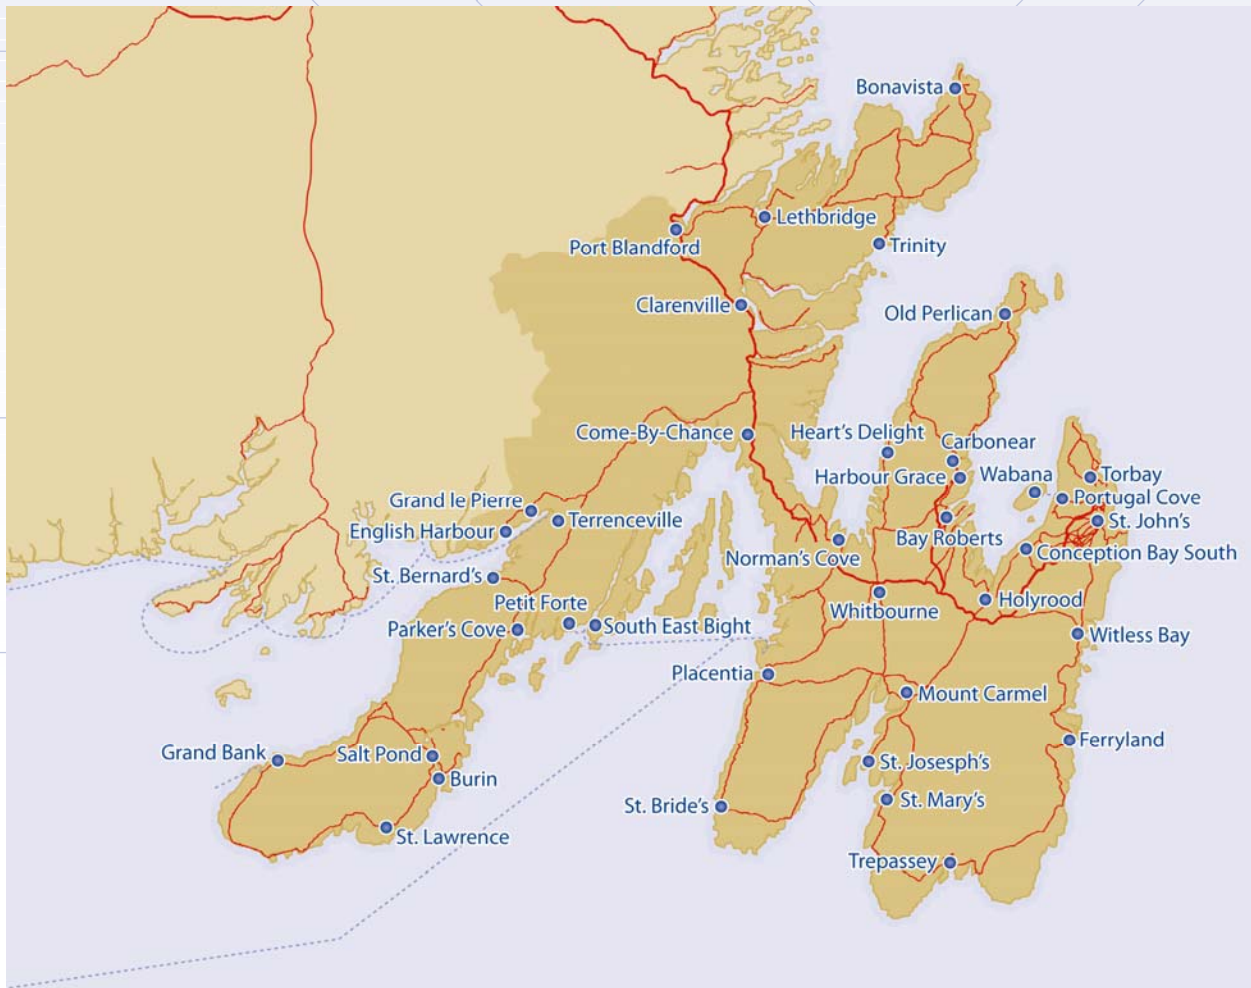 Bonavista
Lethbridge
Port Blandford
Trinity
Clarenville
Old Perlican
Come-By-Chance
Heart's Delight
Carbonear
Harbour Grace
Wabana
Torbay
Portugal Cove
Grand le Pierre
English Harbour
Terrenceville
St. John's
Bay Roberts
Norman's Cove
Conception Bay South
St. Bernard's
Petit Forte
Whitbourne
Holyrood
Parker's Cove
South East Bight
Witless Bay
Placentia
Mount Carmel
Grand Bank
Salt Pond
Ferryland
Burin
St. Josesph's
St. Bride's
St. Mary's
St. Lawrence
Trepassey